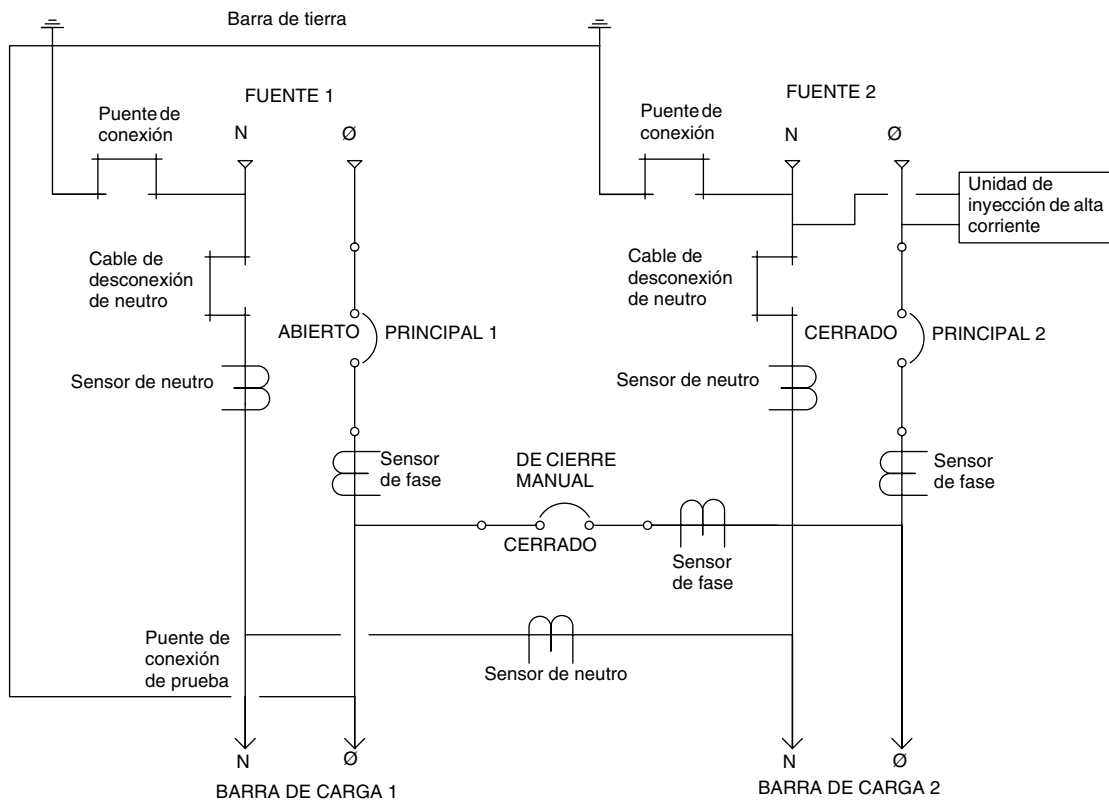 Barra de tierra
FUENTE 1
FUENTE 2
Puente de
conexión
N
Ø
Puente de
conexión
N
Ø
Unidad de
inyección de alta
corriente
Cable de
desconexión
de neutro
Cable de
desconexión
de neutro
ABIERTO
PRINCIPAL 1
CERRADO
PRINCIPAL 2
Sensor de neutro
Sensor de neutro
Sensor
de fase
DE CIERRE
MANUAL
Sensor
de fase
CERRADO
Sensor
de fase
Puente de
conexión
de prueba
Sensor de neutro
N
Ø
N
Ø
BARRA DE CARGA 1
BARRA DE CARGA 2